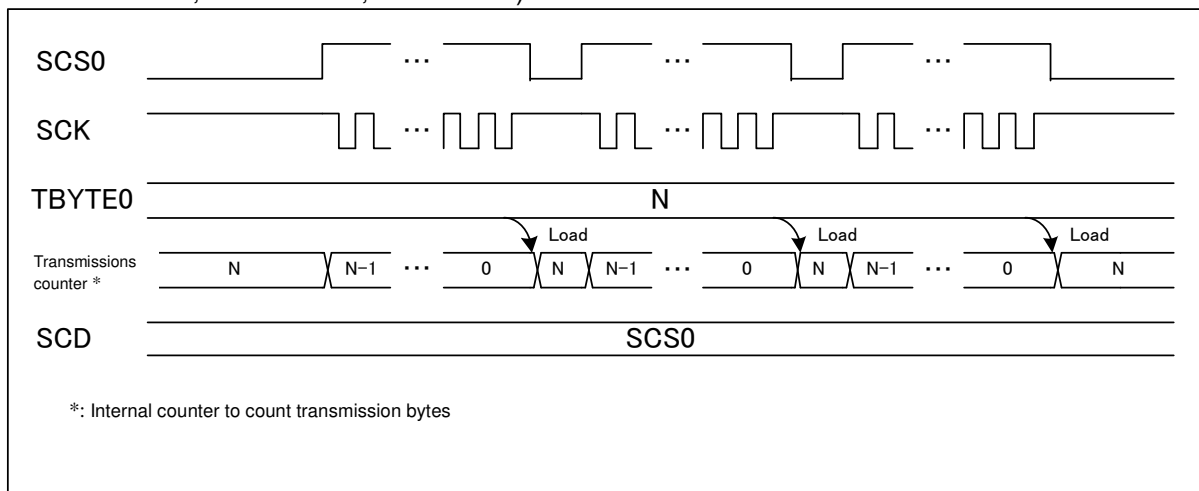 SCS0 ... ... ...
SCK ... ... ...
TBYTE0 N
Load Load Load
Transmissions
counter * N N-1 ... 0 N N-1 ... 0 N N-1 ... 0 N
SCD SCS0
*: Internal counter to count transmission bytes